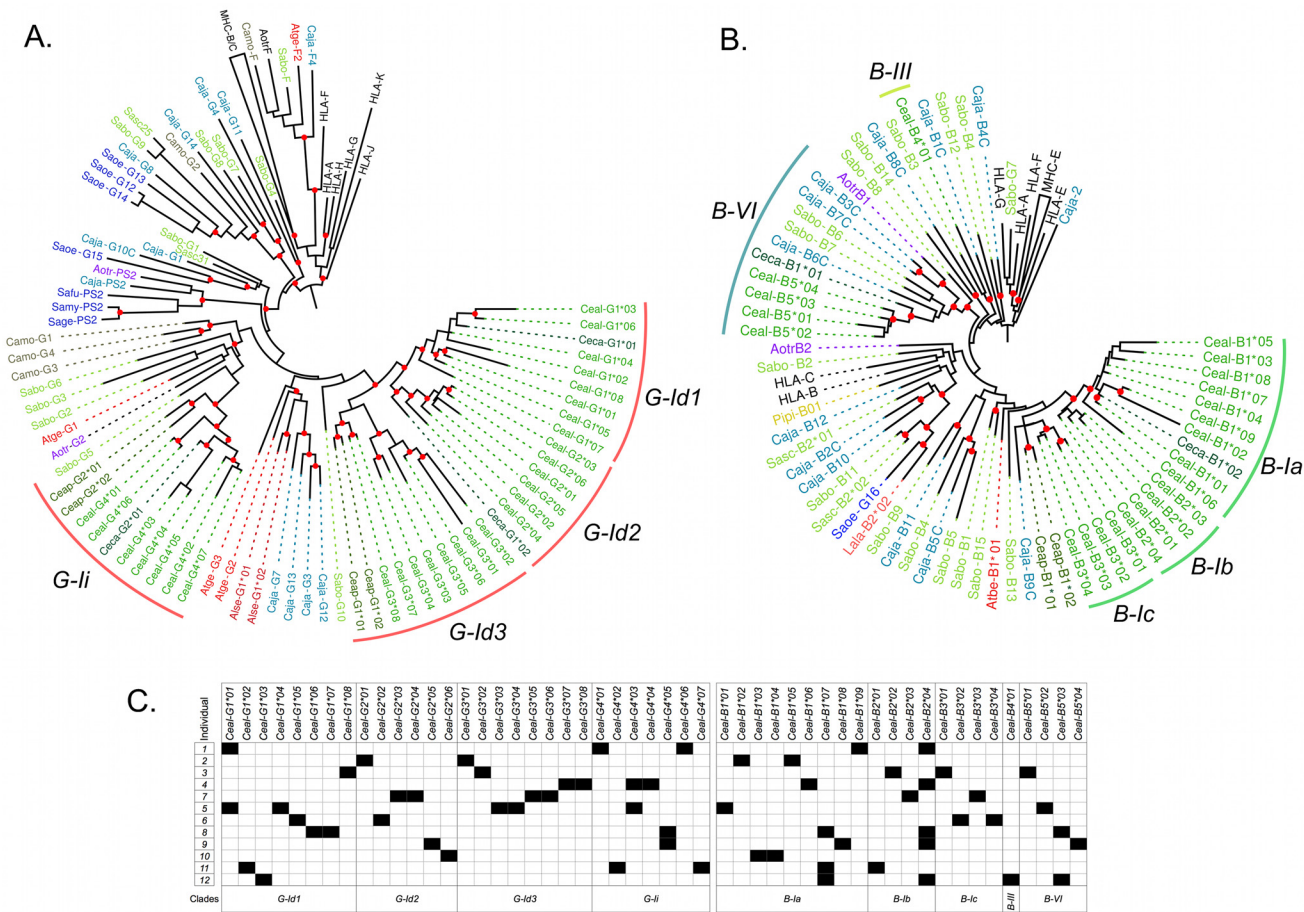 A.
Sage-PS2
Samy-PS2
Safu-PS2
Caja-PS2
Aotr-PS2
Saoe-G15
Caja-G10C
Caja-G1
Sabo-G1
Sasc31
Saoe-G14
Saoe-G12
Saoe-G13
Caja-G8
Sabo-G9
Sasc25
Camo-G2
Caja-G14
Sabo-G8
Sabo-G7
Caja-G4
Caja-G11
Sabo-G4
MHC-B/C
Camo-F
AotrF
Sabo-F
Atge-F2
Caja-F4
HLA-F
HLA-A
HLA-H
HLA-G
HLA-J
HLA-K
Ceal-G1*03
Ceal-G1*06
Ceca-G1*01
Ceal-G1*04
Ceal-G1*02
Ceal-G1*08
Ceal-G1*01
Ceal-G1*05
Ceal-G1*07
Ceal-G2*03
Ceal-G2*06
Ceal-G2*01
Ceal-G2*05
Ceal-G2*02
Ceal-G2*04
Ceca-G1*02
Ceal-G3*02
Ceal-G3*01
Ceal-G3*06
Ceal-G3*05
Ceal-G3*03
Ceal-G3*04
Ceal-G3*07
Ceal-G3*08
Ceap-G1*02
Ceap-G1*01
Sabo-G10
Caja-G12
Caja-G3
Caja-G13
Caja-G7
Alse-G1*02
Alse-G1*01
Atge-G2
Atge-G3
Ceal-G4*07
Ceal-G4*02
Ceal-G4*05
Ceal-G4*04
Ceal-G4*03
Ceca-G2*01
Ceal-G4*06
Ceal-G4*01
Ceap-G2*02
Ceap-G2*01
Sabo-G5
Aotr-G2
Atge-G1
Sabo-G2
Sabo-G3
Sabo-G6
Camo-G3
Camo-G4
Camo-G1
G-Id1
G-Id2
G-Id3
G-Ii
B.
B-III
B-VI
Ceal-B5*02
Ceal-B5*01
Ceal-B5*03
Ceal-B5*04
Ceca-B1*01
Caja-B6C
Sabo-B7
Sabo-B6
Caja-B7C
Caja-B3C
AotrB1
Sabo-B8
Sabo-B14
Caja-B8C
Sabo-B3
Ceal-B4*01
Caja-B1C
Sabo-B12
Sabo-B4
Caja-B4C
HLA-G
Sabo-G7
HLA-A
HLA-F
MHC-E
HLA-E
Caja-2
Ceal-B1*05
Ceal-B1*03
Ceal-B1*08
Ceal-B1*07
Ceal-B1*04
Ceal-B1*09
Ceal-B1*02
Ceca-B1*02
Ceal-B1*01
Ceal-B1*06
Ceal-B2*03
Ceal-B2*02
Ceal-B2*01
Ceal-B2*04
Ceal-B3*01
Ceal-B3*02
Ceal-B3*03
Ceal-B3*04
Ceap-B1*02
Ceap-B1*01
Caja-B9C
Sabo-B13
Atbe-B1*01
Sabo-B15
Sabo-B1
Sabo-B5
Caja-B5C
Caja-B11
Sabo-B4
Sabo-B9
Lala-B2*02
Saoe-G16
Sasc-B2*02
Sabo-B11
Caja-B10
Caja-B2C
Sasc-B2*01
Caja-B12
Pipi-B01
HLA-B
HLA-C
Sabo-B2
AotrB2
B-Ia
B-Ib
B-Ic
C.
Individual Ceal-G1*01 Ceal-G1*02 Ceal-G1*03 Ceal-G1*04 Ceal-G1*05 Ceal-G1*06 Ceal-G1*07 Ceal-G1*08 Ceal-G2*01 Ceal-G2*02 Ceal-G2*03 Ceal-G2*04 Ceal-G2*05 Ceal-G2*06 Ceal-G3*01 Ceal-G3*02 Ceal-G3*03 Ceal-G3*04 Ceal-G3*05 Ceal-G3*06 Ceal-G3*07 Ceal-G3*08 Ceal-G4*01 Ceal-G4*02 Ceal-G4*03 Ceal-G4*04 Ceal-G4*05 Ceal-G4*06 Ceal-G4*07 Ceal-B1*01 Ceal-B1*02 Ceal-B1*03 Ceal-B1*04 Ceal-B1*05 Ceal-B1*06 Ceal-B1*07 Ceal-B1*08 Ceal-B1*09 Ceal-B2*01 Ceal-B2*02 Ceal-B2*03 Ceal-B2*04 Ceal-B3*01 Ceal-B3*02 Ceal-B3*04 Ceal-B4*01 Ceal-B5*01 Ceal-B5*02 Ceal-B5*03 Ceal-B5*04
1
2
3
4
7
5
6
8
9
10
11
12
Clades G-Id1 G-Id2 G-Id3 G-Ii B-Ia B-Ib B-Ic B-III B-VI